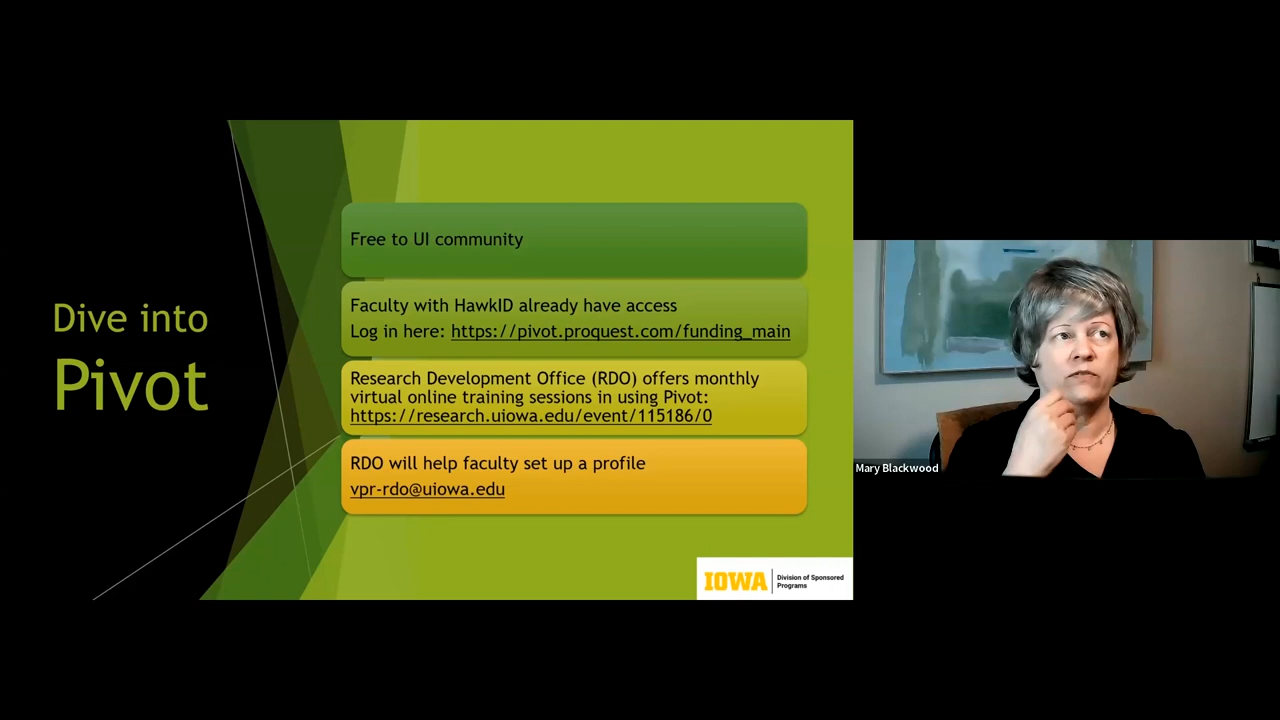 Dive into
Pivot
Free to UI community
Faculty with HawkID already have access
Log in here: https://pivot.proquest.com/funding_main
Research Development Office (RDO) offers monthly
virtual online training sessions in using Pivot:
https://research.uiowa.edu/event/115186/0
RDO will help faculty set up a profile
vpr-rdo@uiowa.edu
IOWA
Division of Sponsored
Programs
Mary Blackwood